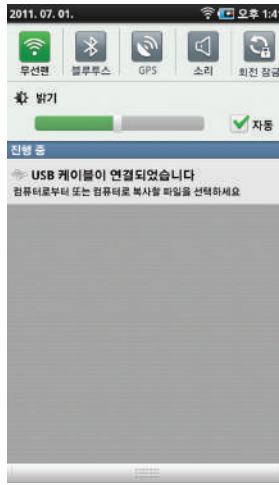 2011. 07. 01. 오후 1:4
무선랜 블루투스 GPS 소리 회전 잠금
밝기
자동
진행 중
USB 케이블이 연결되었습니다
컴퓨터로부터 또는 컴퓨터로 복사할 파일을 선택하세요